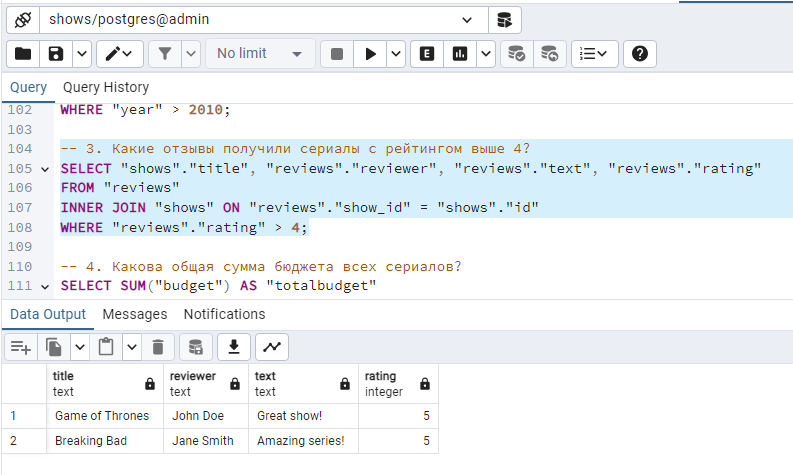 shows/postgres@admin
No limit
E
Query Query History
102 WHERE "year" > 2010;
103
104 -- 3. Какие отзывы получили сериалы с рейтингом выше 4?
105 SELECT "shows"."title", "reviews"."reviewer", "reviews"."text", "reviews"."rating"
106 FROM "reviews"
107 INNER JOIN "shows" ON "reviews"."show_id" = "shows"."id"
108 WHERE "reviews"."rating" > 4;
109
110 -- 4. Какова общая сумма бюджета всех сериалов?
111 SELECT SUM("budget") AS "totalbudget"
Data Output Messages Notifications
title reviewer text rating
text text text integer
1 Game of Thrones John Doe Great show! 5
2 Breaking Bad Jane Smith Amazing series! 5